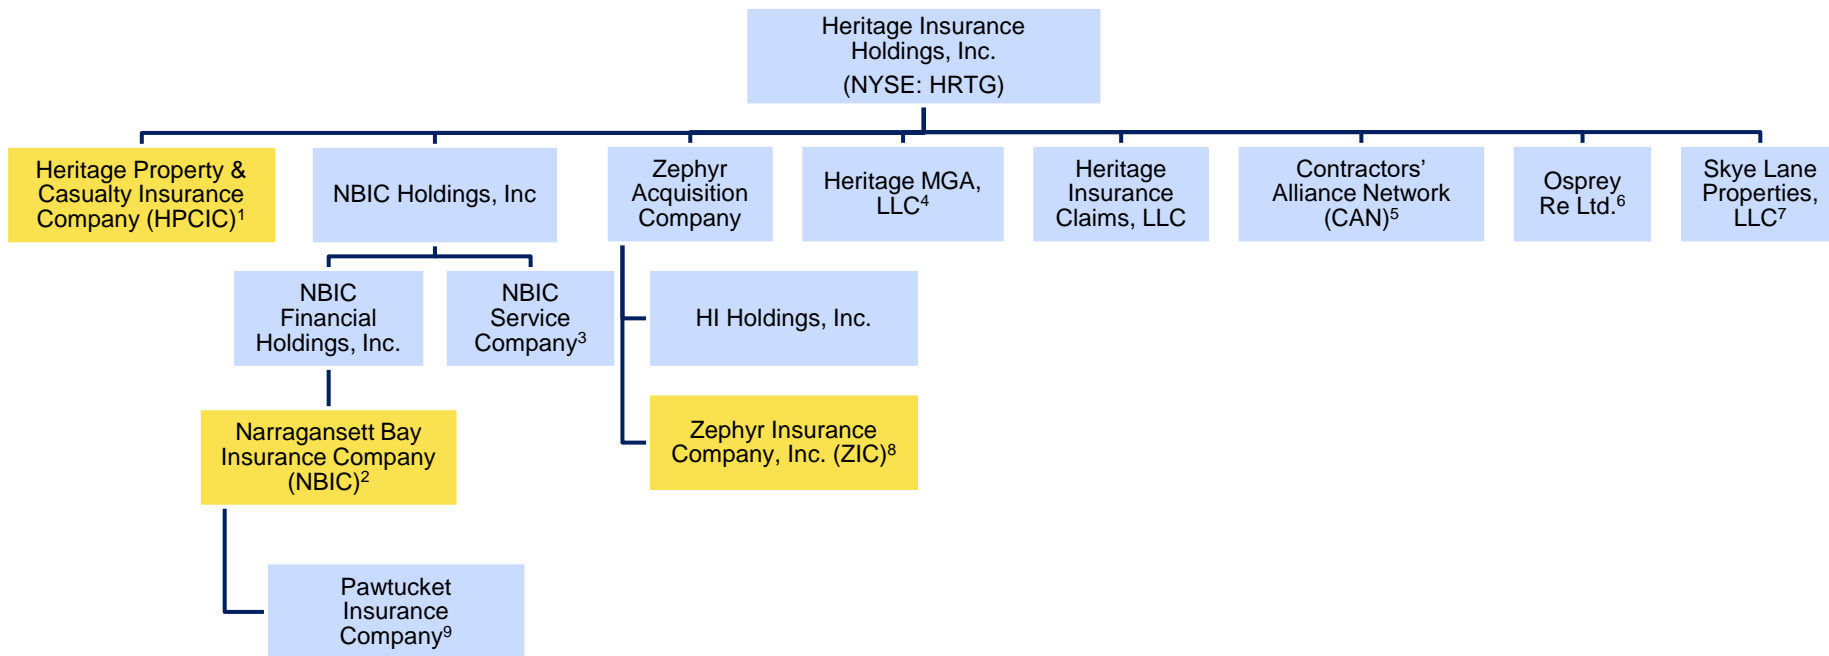 Heritage Insurance
Holdings, Inc.
(NYSE: HRTG)
Heritage Property &
Casualty Insurance
Company (HPCIC)1
NBIC Holdings, Inc
Zephyr
Acquisition
Company
Heritage MGA,
LLC4
Heritage
Insurance
Claims, LLC
Contractors’
Alliance Network
(CAN)5
Osprey
Re Ltd.6
Skye Lane
Properties,
LLC7
NBIC
Financial
Holdings, Inc.
NBIC
Service
Company3
HI Holdings, Inc.
Narragansett Bay
Insurance Company
(NBIC)2
Zephyr Insurance
Company, Inc. (ZIC)8
Pawtucket
Insurance
Company9